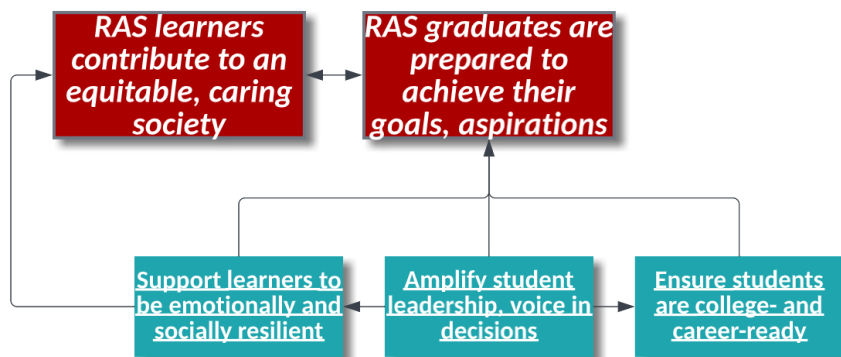 RAS learners
contribute to an
equitable, caring
society
RAS graduates are
prepared to
achieve their
goals, aspirations
Support learners to
be emotionally and
socially resilient
Amplify student
leadership, voice in
decisions
Ensure students
are college- and
career-ready